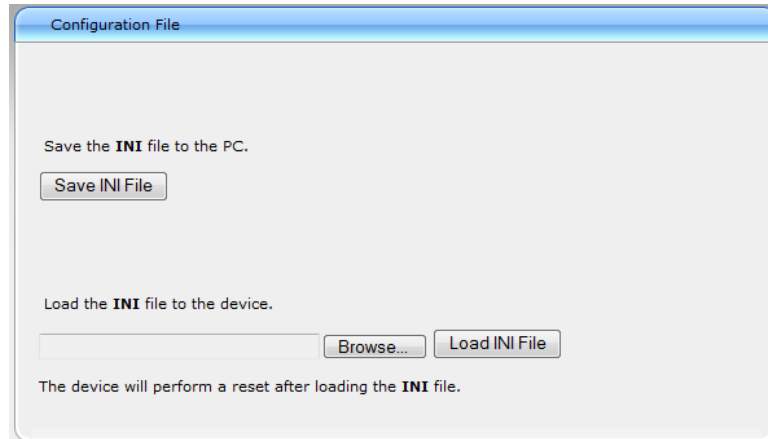 Configuration File
Save the INI file to the PC.
Save INI File
Load the INI file to the device.
Browse... Load INI File
The device will perform a reset after loading the INI file.